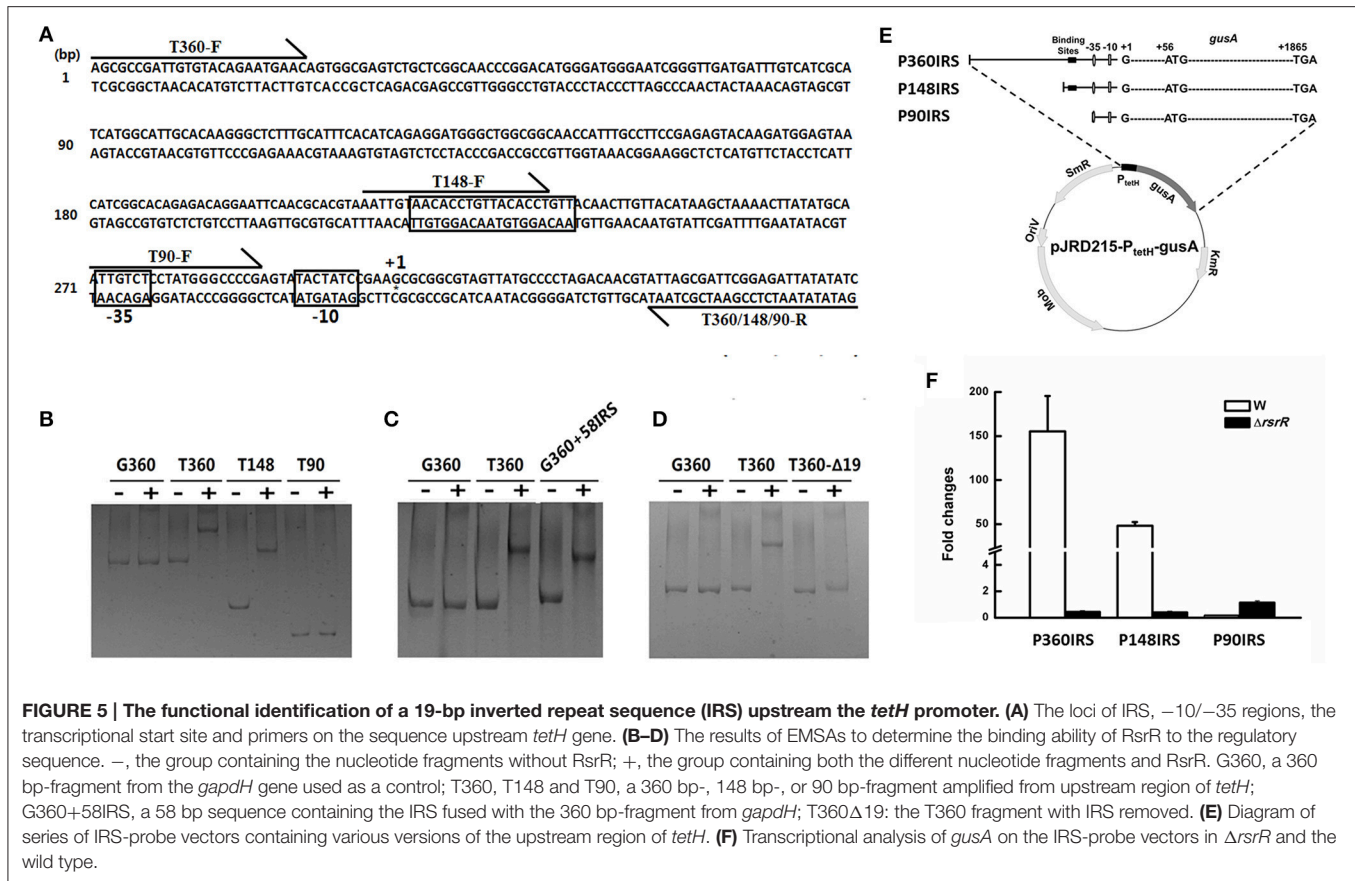 A
T360-F
(bp)
1
AGCGCCGATTGTGTACAGAATGAACAGTGGCGAGTCTGCTCGGCAACCCGGACATGGGATGGGAATCGGGTTGATGATTTGTCATCGCA
TCGCGGCTAACACATGTCTTACTTGTCACCGCTCAGACGAGCCGTTGGGCCTGTACCCTACCCTTAGCCCAACTACTAAACAGTAGCGT
90
TCATGGCATTGCACAAGGGCTCTTTGCATTTCACATCAGAGGATGGGCTGGCGGCAACCATTTGCCTTCCGAGAGTACAAGATGGAGTAA
AGTACCGTAACGTGTTCCCGAGAAACGTAAAGTGTAGTCTCCTACCCGACCGCCGTTGGTAAACGGAAGGCTCTCATGTTCTACCTCATT
T148-F
180
CATCGGCACAGAGACAGGAATTCAACGCACGTAAATTGTAACACCTGTTACACCTGTTACAACTTGTTACATAAGCTAAAACTTATATGCA
GTAGCCGTGTCTCTGTCCTTAAGTTGCGTGCATTTAACATTGTGGACAATGTGGACAATGTTGAACAATGTATTCGATTTTGAATATACGT
T90-F
+1
271
ATTGTCTCCTATGGGCCCCGAGTATACTATCCGAAGCGCGGCGTAGTTATGCCCCTAGACAACGTATTAGCGATTCGGAGATTATATATC
TAACAGAGGATACCCGGGGCTCATATGATAGGCTTCGCGCCGCATCAATACGGGGATCTGTTGCATAATCGCTAAGCCTCTAATATATAG
*
-35
-10
T360/148/90-R
B
G360 T360 T148 T90
- + - + - + - +
C
G360 T360 G360+58IRS
- + - + - +
D
G360 T360 T360-Δ19
- + - + - +
E
Binding Sites -35 -10 +1 +56 gusA +1865
P360IRS G ATG TGA
P148IRS G ATG TGA
P90IRS G ATG TGA
SmR
PtetH
gusA
OriV
pJRD215-PtetH-gusA
KmR
Mob
F
Fold changes
200
150
100
50
4
2
0
W
ΔrsrR
P360IRS P148IRS P90IRS
FIGURE 5 | The functional identification of a 19-bp inverted repeat sequence (IRS) upstream the tetH promoter. (A) The loci of IRS, −10/−35 regions, the
transcriptional start site and primers on the sequence upstream tetH gene. (B–D) The results of EMSAs to determine the binding ability of RsrR to the regulatory
sequence. −, the group containing the nucleotide fragments without RsrR; +, the group containing both the different nucleotide fragments and RsrR. G360, a 360
bp-fragment from the gapdH gene used as a control; T360, T148 and T90, a 360 bp-, 148 bp-, or 90 bp-fragment amplified from upstream region of tetH;
G360+58IRS, a 58 bp sequence containing the IRS fused with the 360 bp-fragment from gapdH; T360Δ19: the T360 fragment with IRS removed. (E) Diagram of
series of IRS-probe vectors containing various versions of the upstream region of tetH. (F) Transcriptional analysis of gusA on the IRS-probe vectors in ΔrsrR and the
wild type.